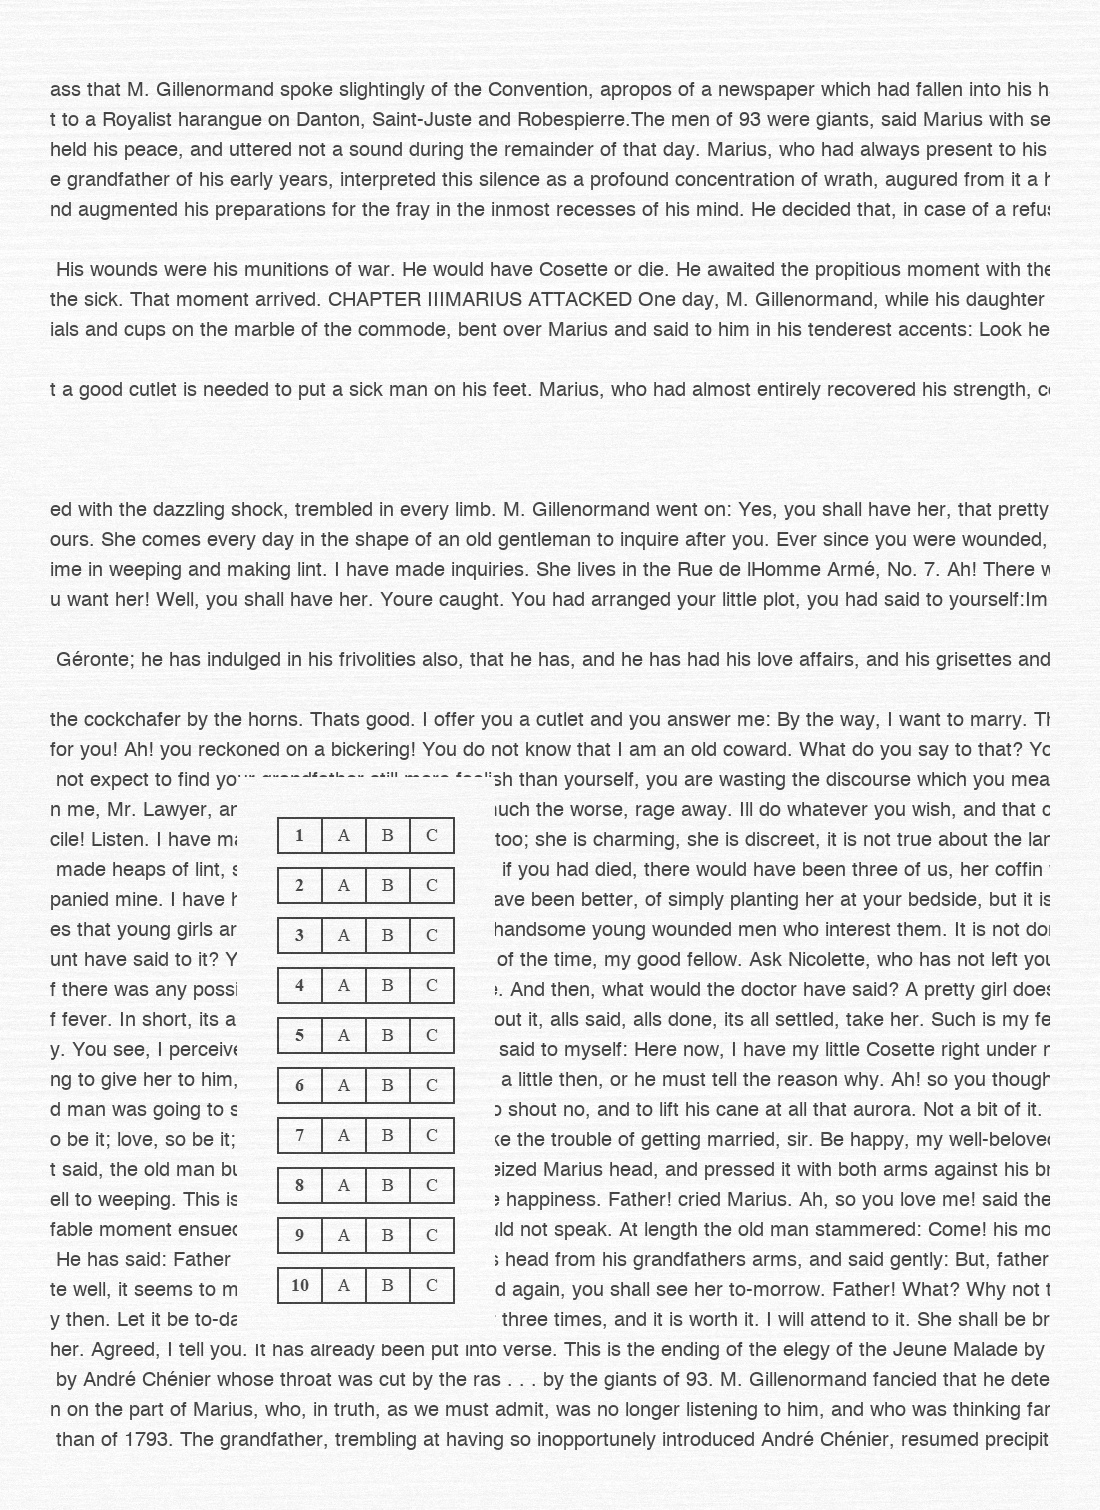 ass that M. Gillenormand spoke slightingly of the Convention, apropos of a newspaper which had fallen into his h
t to a Royalist harangue on Danton, Saint-Juste and Robespierre.The men of 93 were giants, said Marius with se
held his peace, and uttered not a sound during the remainder of that day. Marius, who had always present to his
e grandfather of his early years, interpreted this silence as a profound concentration of wrath, augured from it a h
nd augmented his preparations for the fray in the inmost recesses of his mind. He decided that, in case of a refus
His wounds were his munitions of war. He would have Cosette or die. He awaited the propitious moment with the
the sick. That moment arrived. CHAPTER IIIMARIUS ATTACKED One day, M. Gillenormand, while his daughter
ials and cups on the marble of the commode, bent over Marius and said to him in his tenderest accents: Look he
t a good cutlet is needed to put a sick man on his feet. Marius, who had almost entirely recovered his strength, c
ed with the dazzling shock, trembled in every limb. M. Gillenormand went on: Yes, you shall have her, that pretty
ours. She comes every day in the shape of an old gentleman to inquire after you. Ever since you were wounded,
ime in weeping and making lint. I have made inquiries. She lives in the Rue de lHomme Armé, No. 7. Ah! There w
u want her! Well, you shall have her. Youre caught. You had arranged your little plot, you had said to yourself:Im
Géronte; he has indulged in his frivolities also, that he has, and he has had his love affairs, and his grisettes and
the cockchafer by the horns. Thats good. I offer you a cutlet and you answer me: By the way, I want to marry. Th
for you! Ah! you reckoned on a bickering! You do not know that I am an old coward. What do you say to that? Yo
not expect to find your grandfather still more foolish than yourself, you are wasting the discourse which you mea
n me, Mr. Lawyer, an uch the worse, rage away. Ill do whatever you wish, and that c
cile! Listen. I have ma too; she is charming, she is discreet, it is not true about the lan
made heaps of lint, s if you had died, there would have been three of us, her coffin
panied mine. I have h ave been better, of simply planting her at your bedside, but it is
es that young girls ar handsome young wounded men who interest them. It is not don
unt have said to it? Y of the time, my good fellow. Ask Nicolette, who has not left you
f there was any possi e. And then, what would the doctor have said? A pretty girl does
f fever. In short, its a out it, alls said, alls done, its all settled, take her. Such is my fe
y. You see, I perceive said to myself: Here now, I have my little Cosette right under m
ng to give her to him, a little then, or he must tell the reason why. Ah! so you though
d man was going to s o shout no, and to lift his cane at all that aurora. Not a bit of it.
o be it; love, so be it; ke the trouble of getting married, sir. Be happy, my well-beloved
t said, the old man bu eized Marius head, and pressed it with both arms against his br
ell to weeping. This is e happiness. Father! cried Marius. Ah, so you love me! said the
fable moment ensued uld not speak. At length the old man stammered: Come! his mo
He has said: Father s head from his grandfathers arms, and said gently: But, father
te well, it seems to m d again, you shall see her to-morrow. Father! What? Why not t
y then. Let it be to-da three times, and it is worth it. I will attend to it. She shall be br
her. Agreed, I tell you. It has already been put into verse. This is the ending of the elegy of the Jeune Malade by
by André Chénier whose throat was cut by the ras . . . by the giants of 93. M. Gillenormand fancied that he dete
n on the part of Marius, who, in truth, as we must admit, was no longer listening to him, and who was thinking far
than of 1793. The grandfather, trembling at having so inopportunely introduced André Chénier, resumed precipit
1 A B C
2 A B C
3 A B C
4 A B C
5 A B C
6 A B C
7 A B C
8 A B C
9 A B C
10 A B C